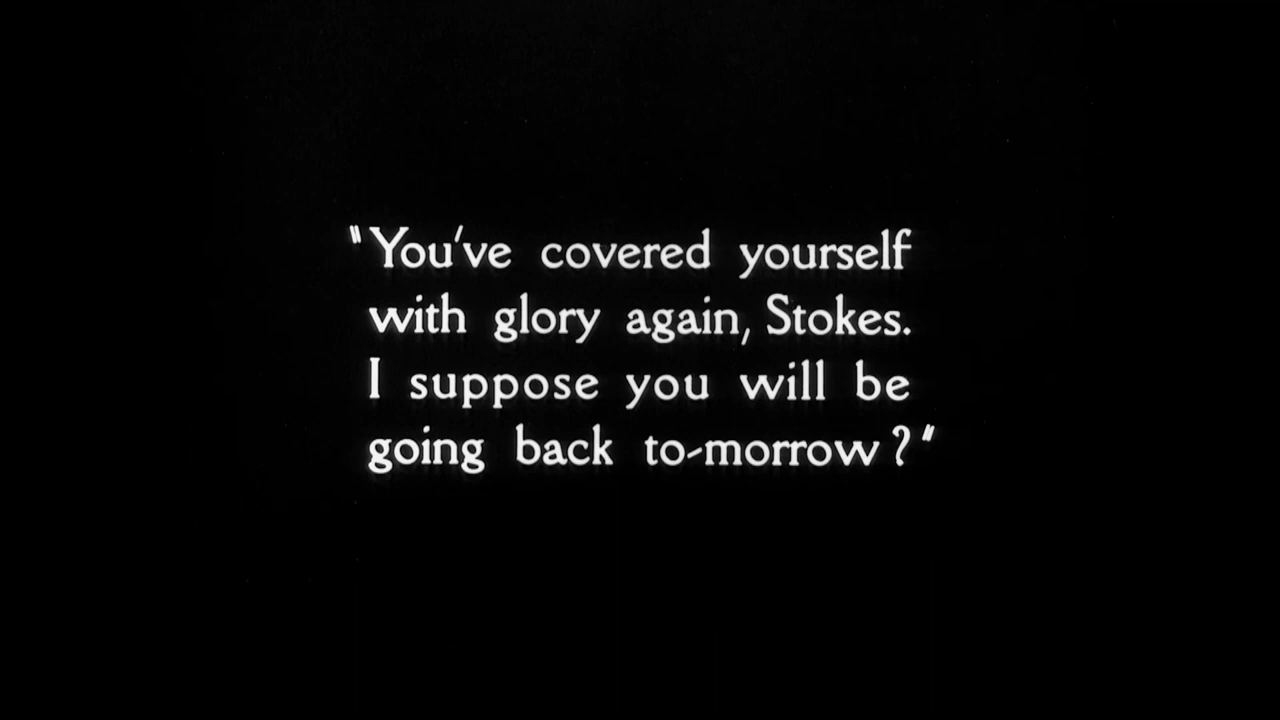 "You've covered yourself
with glory again, Stokes.
I suppose you will be
going back to-morrow?"